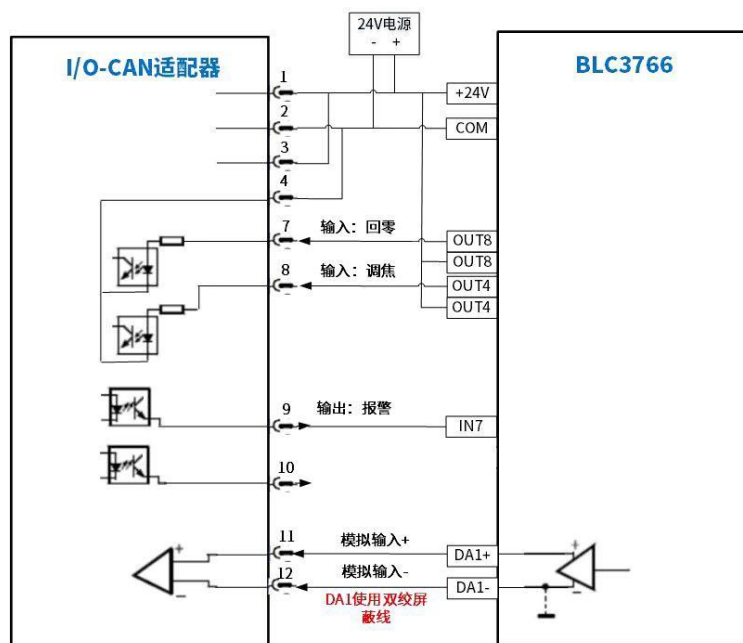 24V电源
- +
I/O-CAN适配器
BLC3766
1
+24V
2
COM
3
4
7
输入：回零
OUT8
OUT8
8
输入：调焦
OUT4
OUT4
9
输出：报警
IN7
10
11
模拟输入+
DA1+
+
+
12
模拟输入-
DA1-
−
−
DA1使用双绞屏
蔽线